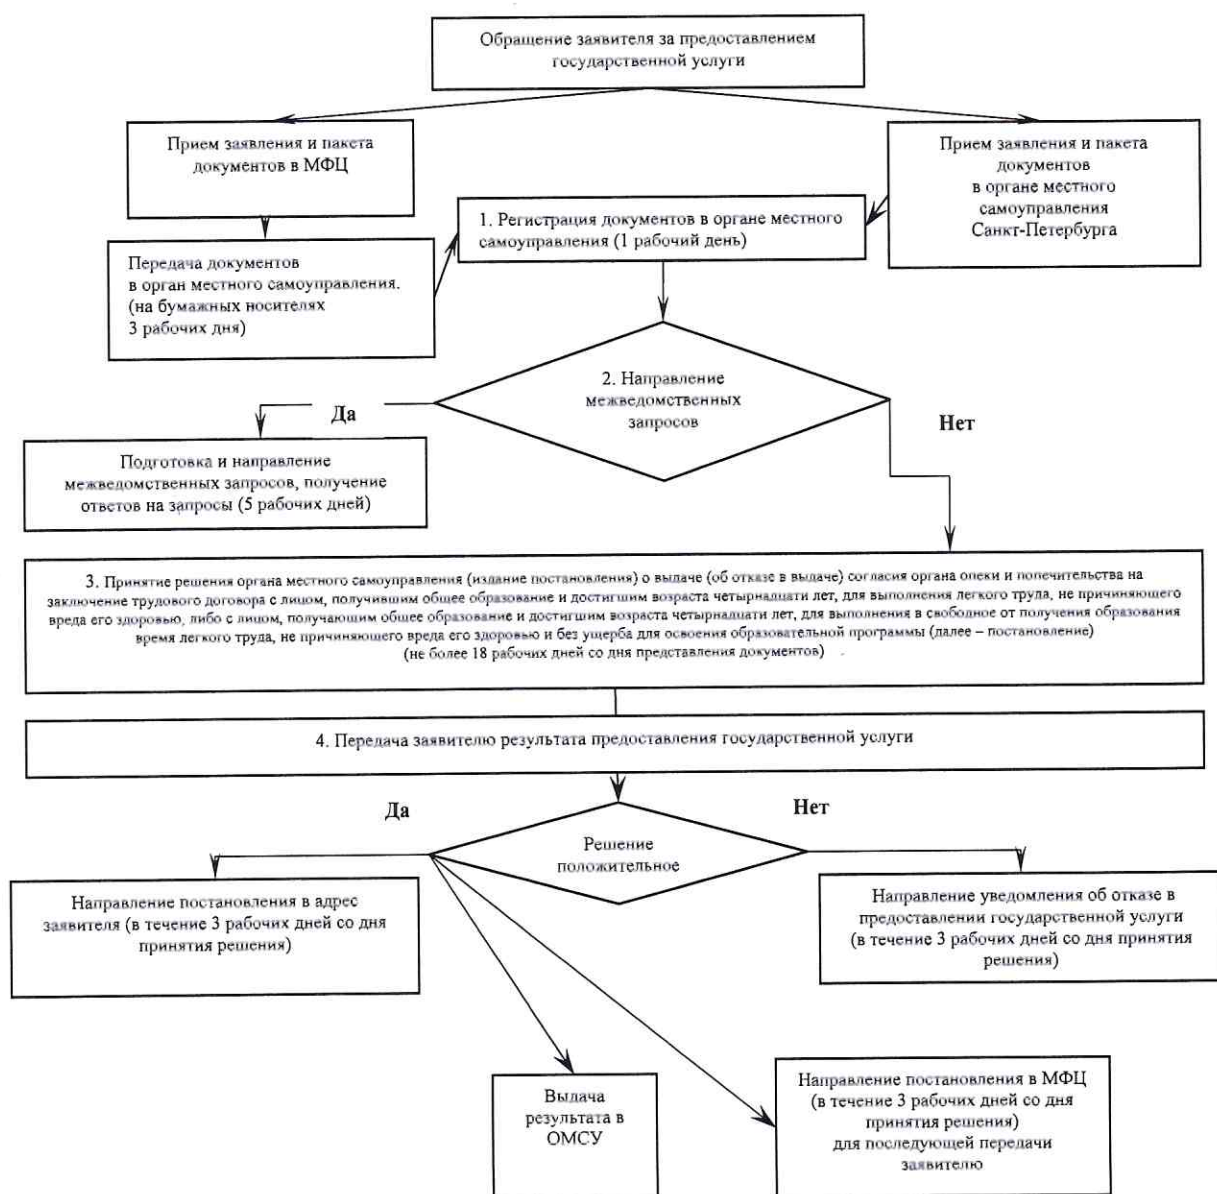 Обращение заявителя за предоставлением
государственной услуги
Прием заявления и пакета
документов в МФЦ
Прием заявления и пакета
документов
в органе местного
самоуправления
Санкт-Петербурга
1. Регистрация документов в органе местного
самоуправления (1 рабочий день)
Передача документов
в орган местного самоуправления.
(на бумажных носителях
3 рабочих дня)
2. Направление
межведомственных
запросов
Да
Нет
Подготовка и направление
межведомственных запросов, получение
ответов на запросы (5 рабочих дней)
3. Принятие решения органа местного самоуправления (издание постановления) о выдаче (об отказе в выдаче) согласия органа опеки и попечительства на
заключение трудового договора с лицом, получившим общее образование и достигшим возраста четырнадцати лет, для выполнения легкого труда, не причиняющего
вреда его здоровью, либо с лицом, получающим общее образование и достигшим возраста четырнадцати лет, для выполнения в свободное от получения образования
время легкого труда, не причиняющего вреда его здоровью и без ущерба для освоения образовательной программы (далее – постановление)
(не более 18 рабочих дней со дня представления документов)
4. Передача заявителю результата предоставления государственной услуги
Да
Нет
Решение
положительное
Направление постановления в адрес
заявителя (в течение 3 рабочих дней со дня
принятия решения)
Направление уведомления об отказе в
предоставлении государственной услуги
(в течение 3 рабочих дней со дня принятия
решения)
Выдача
результата в
ОМСУ
Направление постановления в МФЦ
(в течение 3 рабочих дней со дня
принятия решения)
для последующей передачи
заявителю